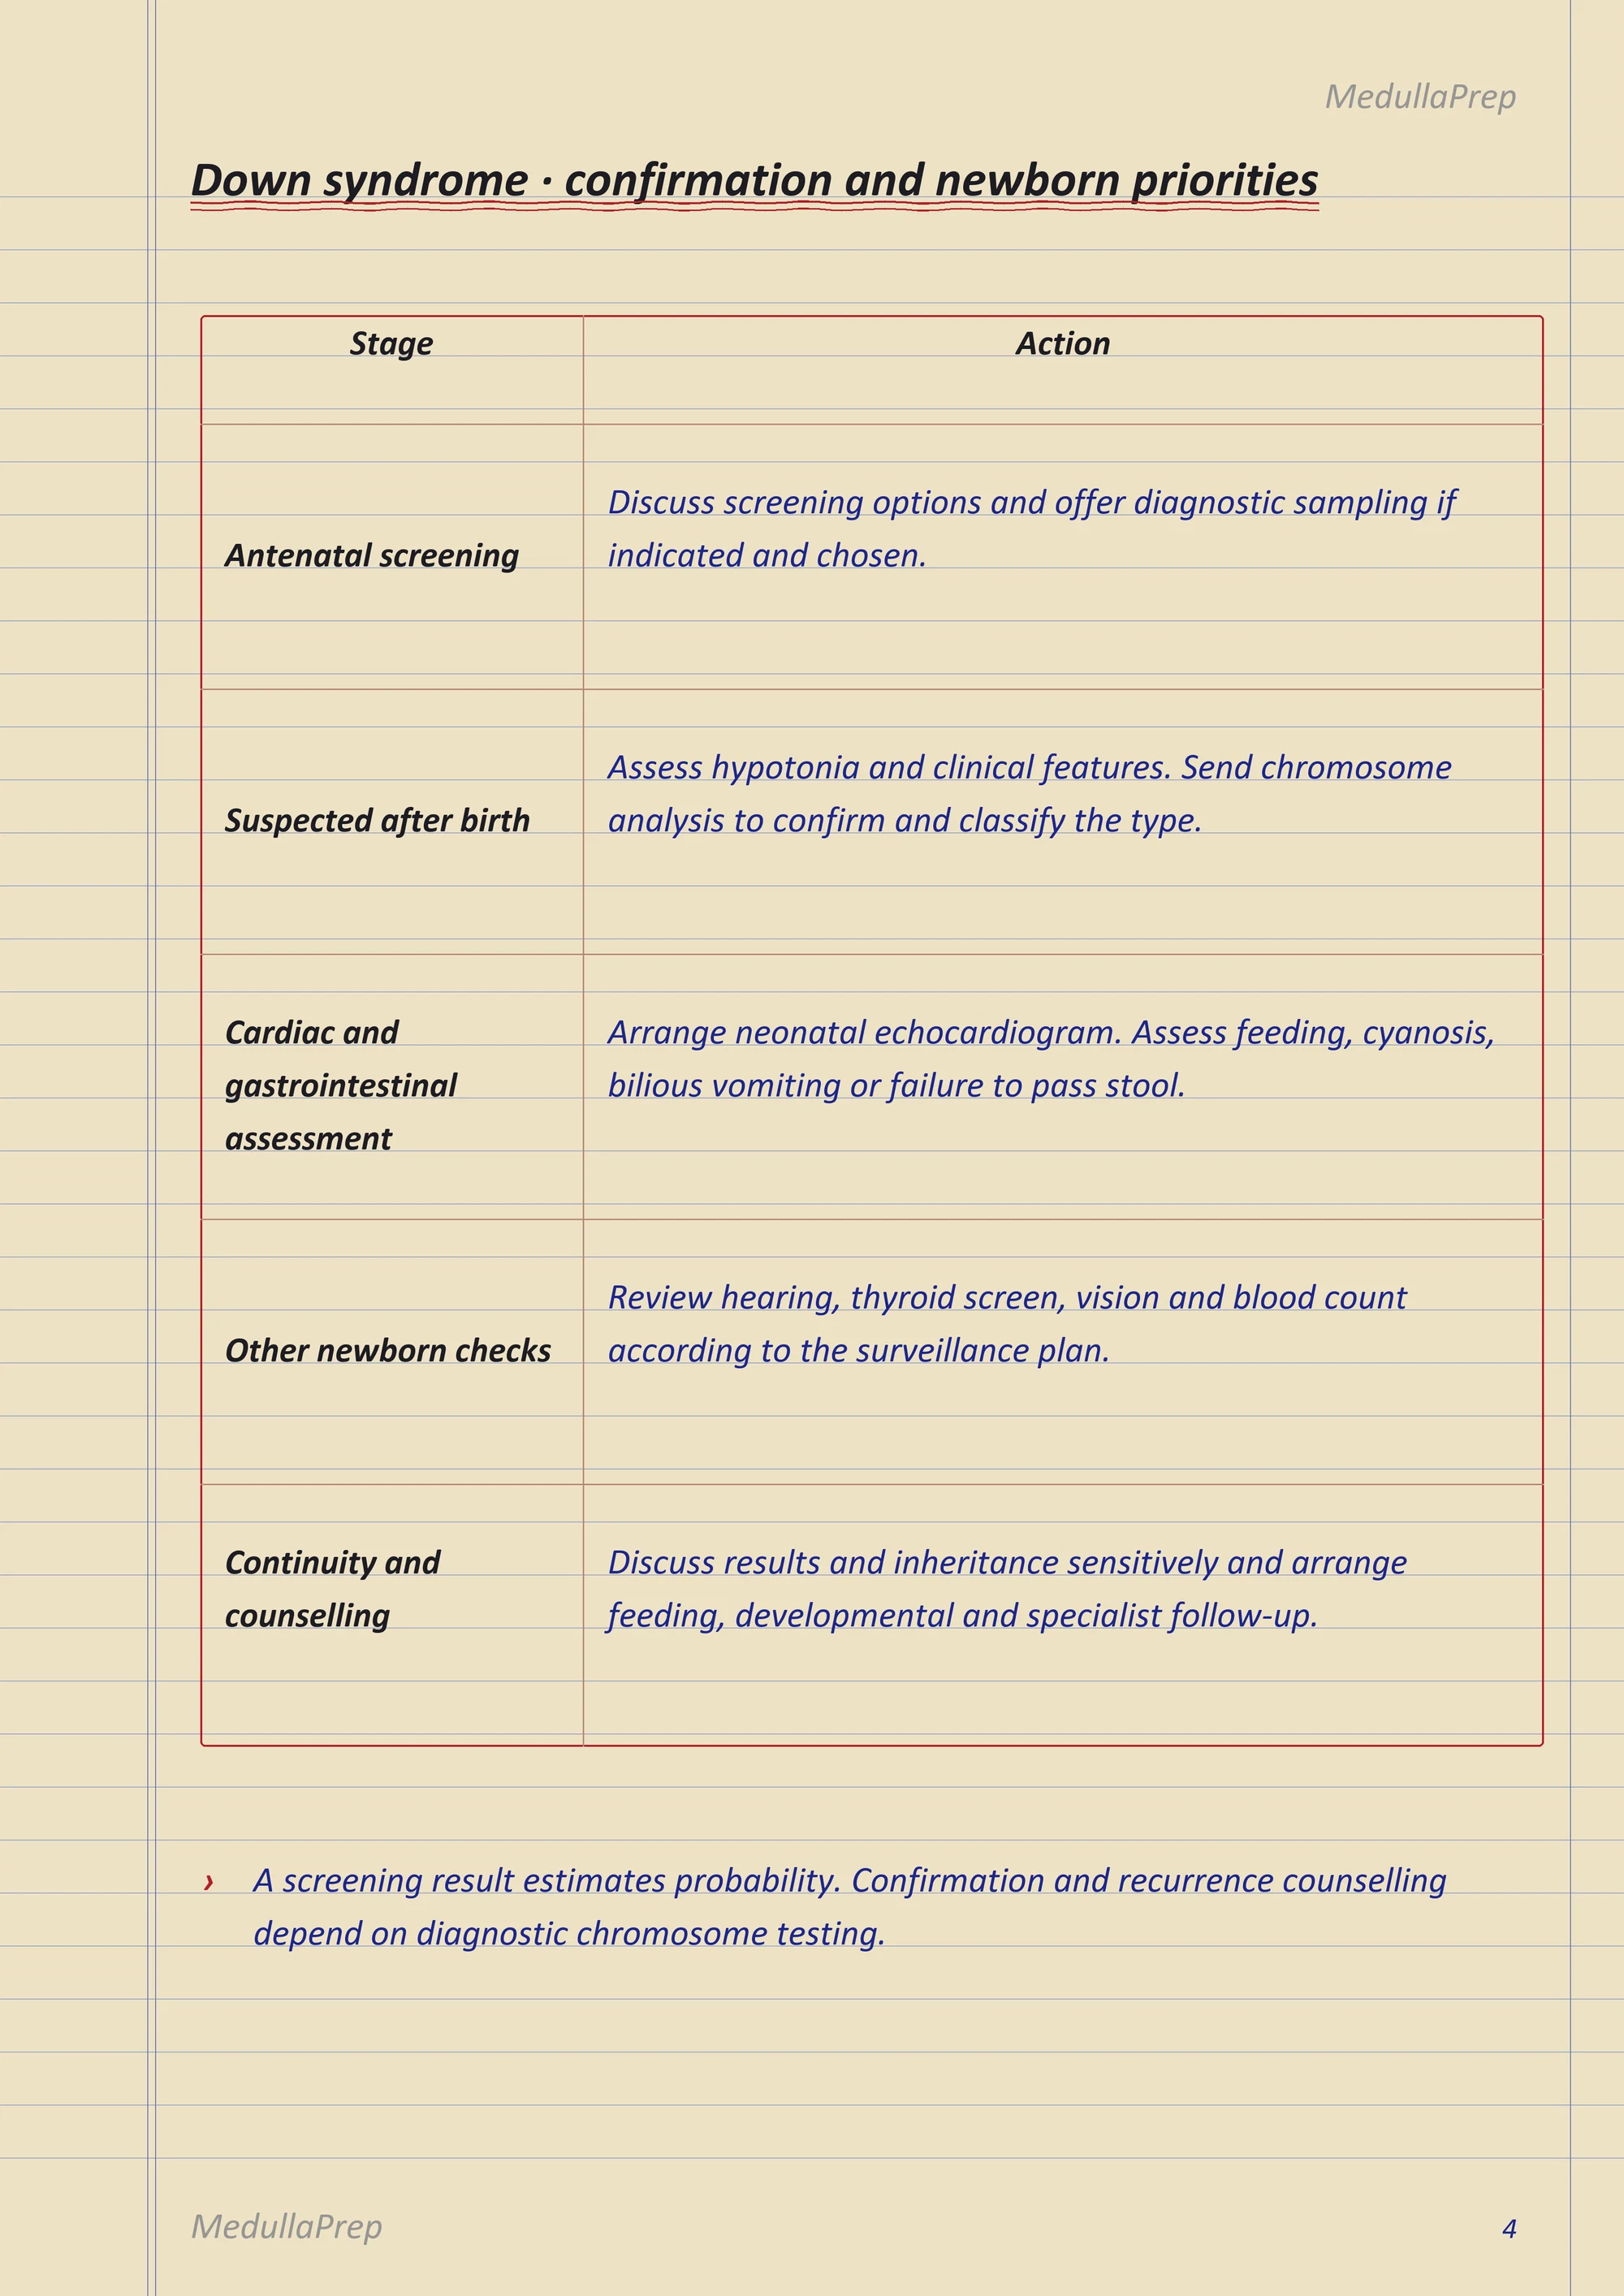 MedullaPrep
Down syndrome · confirmation and newborn priorities
Stage
Action
Antenatal screening
Discuss screening options and offer diagnostic sampling if
indicated and chosen.
Suspected after birth
Assess hypotonia and clinical features. Send chromosome
analysis to confirm and classify the type.
Cardiac and
gastrointestinal
assessment
Arrange neonatal echocardiogram. Assess feeding, cyanosis,
bilious vomiting or failure to pass stool.
Other newborn checks
Review hearing, thyroid screen, vision and blood count
according to the surveillance plan.
Continuity and
counselling
Discuss results and inheritance sensitively and arrange
feeding, developmental and specialist follow-up.
› A screening result estimates probability. Confirmation and recurrence counselling
depend on diagnostic chromosome testing.
MedullaPrep
4